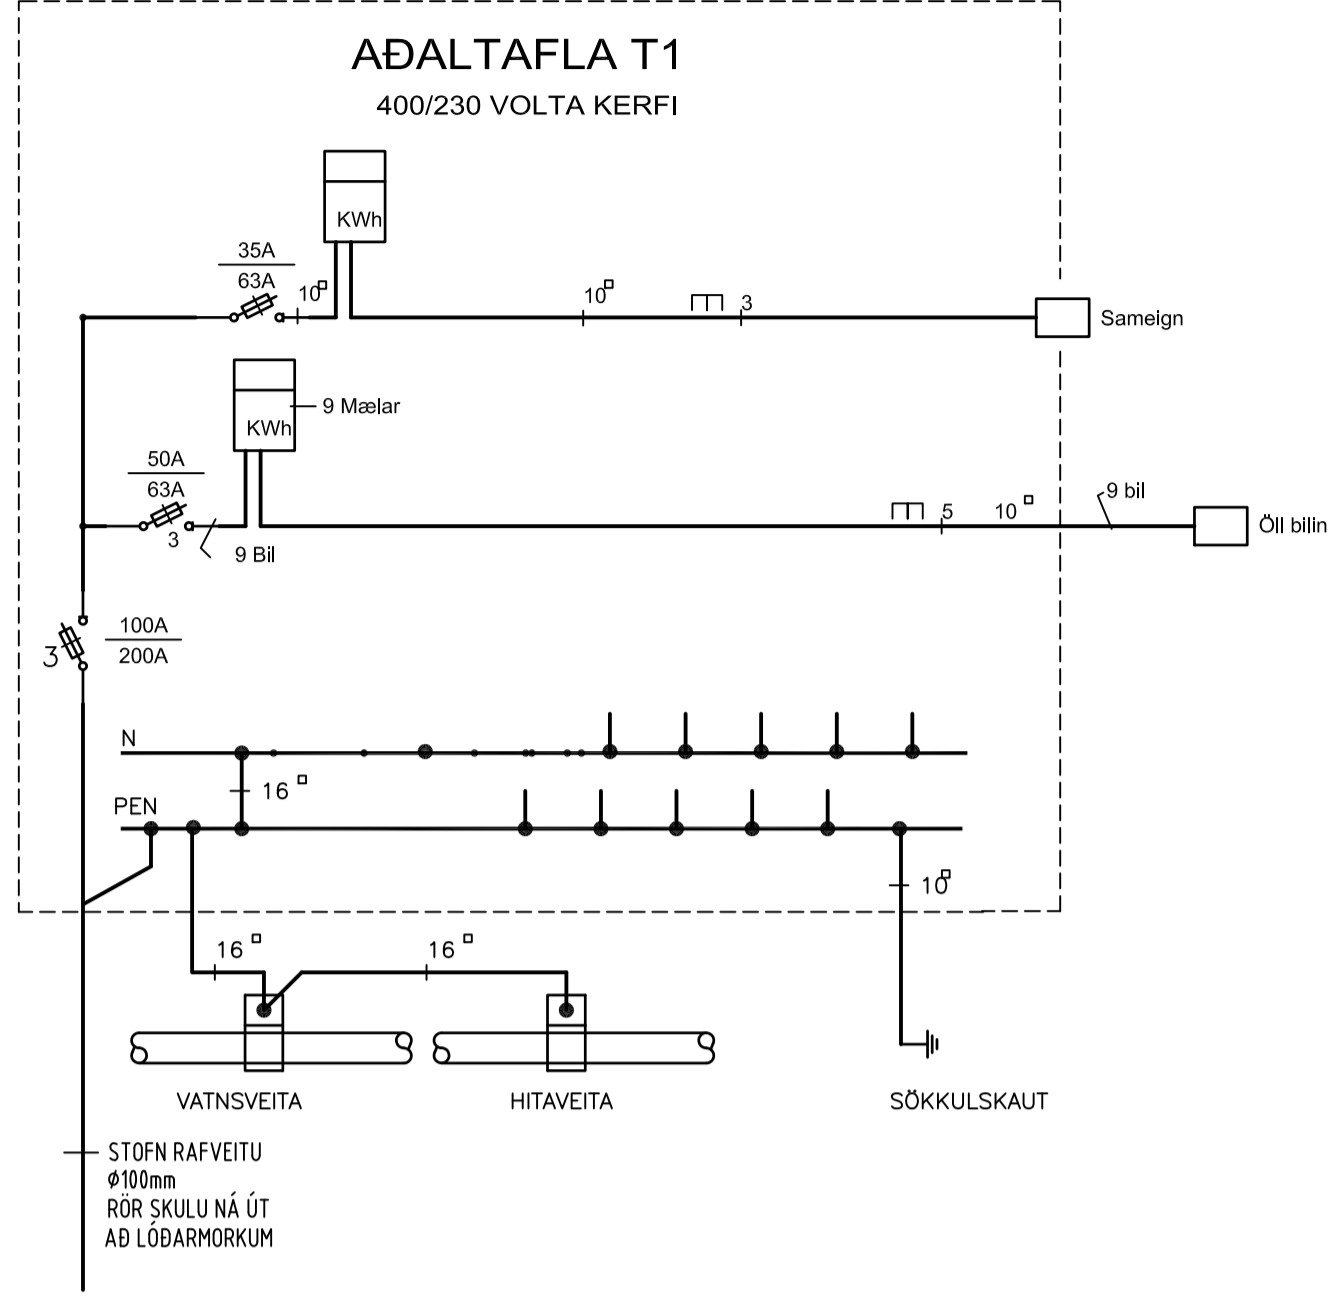 AÐALTAFLA T1
400/230 VOLTA KERFI
KWh
35A
63A
10
10
3
Sameign
KWh
9 Mælar
50A
63A
3
9 Bil
5
10
9 bil
Öll bilin
3
100A
200A
N
16
PEN
10
16
16
VATNSVEITA
HITAVEITA
SÖKKULSKAUT
STOFN RAFVEITU
Ø100mm
RÖR SKULU NÁ ÚT
AÐ LÓÐARMORKUM